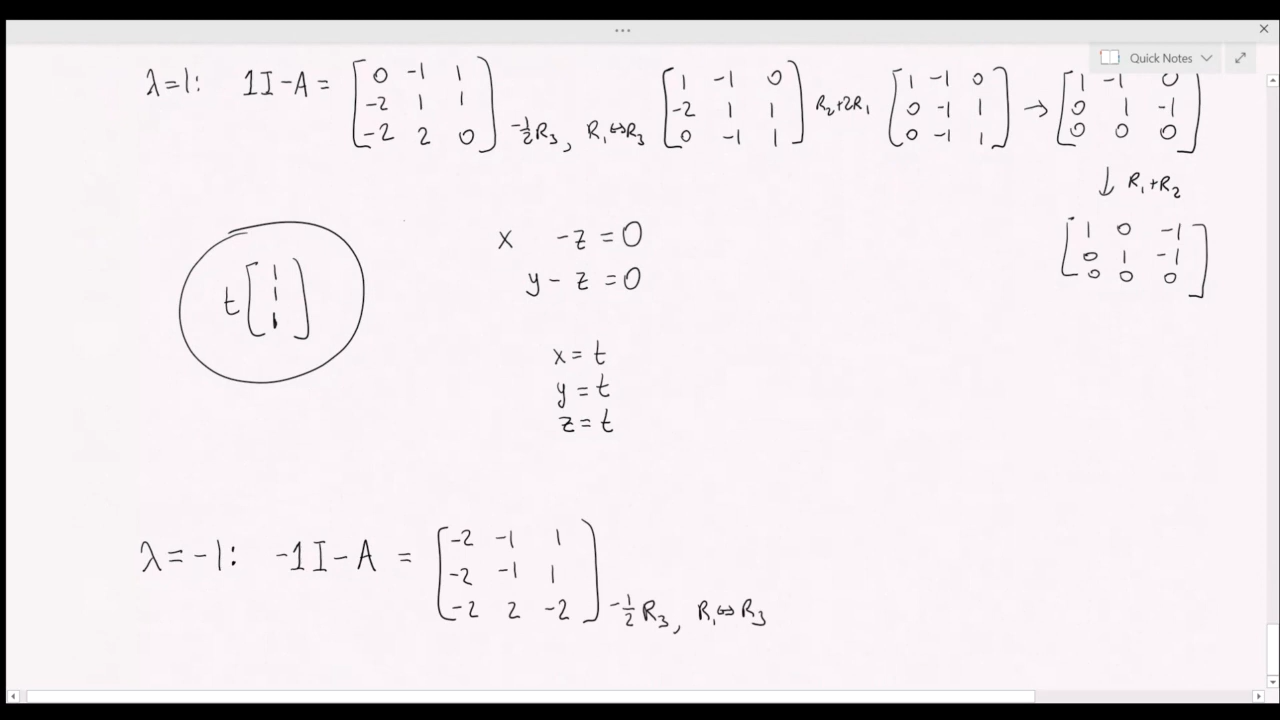 ...
Quick Notes
λ=1: 1I-A = [0 -1 1; -2 1 1; -2 2 0] -1/2R₃, R₁⇔R₃ [1 -1 0; -2 1 1; 0 -1 1] R₂+2R₁ [1 -1 0; 0 -1 1; 0 -1 1] → [1 -1 0; 0 1 -1; 0 0 0]
↓ R₁+R₂
[1 0 -1; 0 1 -1; 0 0 0]
x -z = 0
y - z = 0
t[1; 1; 1]
x = t
y = t
z = t
λ=-1: -1I-A = [-2 -1 1; -2 -1 1; -2 2 -2] -1/2R₃, R₁⇔R₃